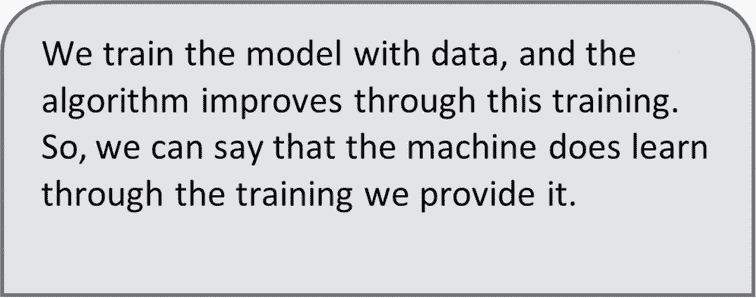 We train the model with data, and the
algorithm improves through this training.
So, we can say that the machine does learn
through the training we provide it.